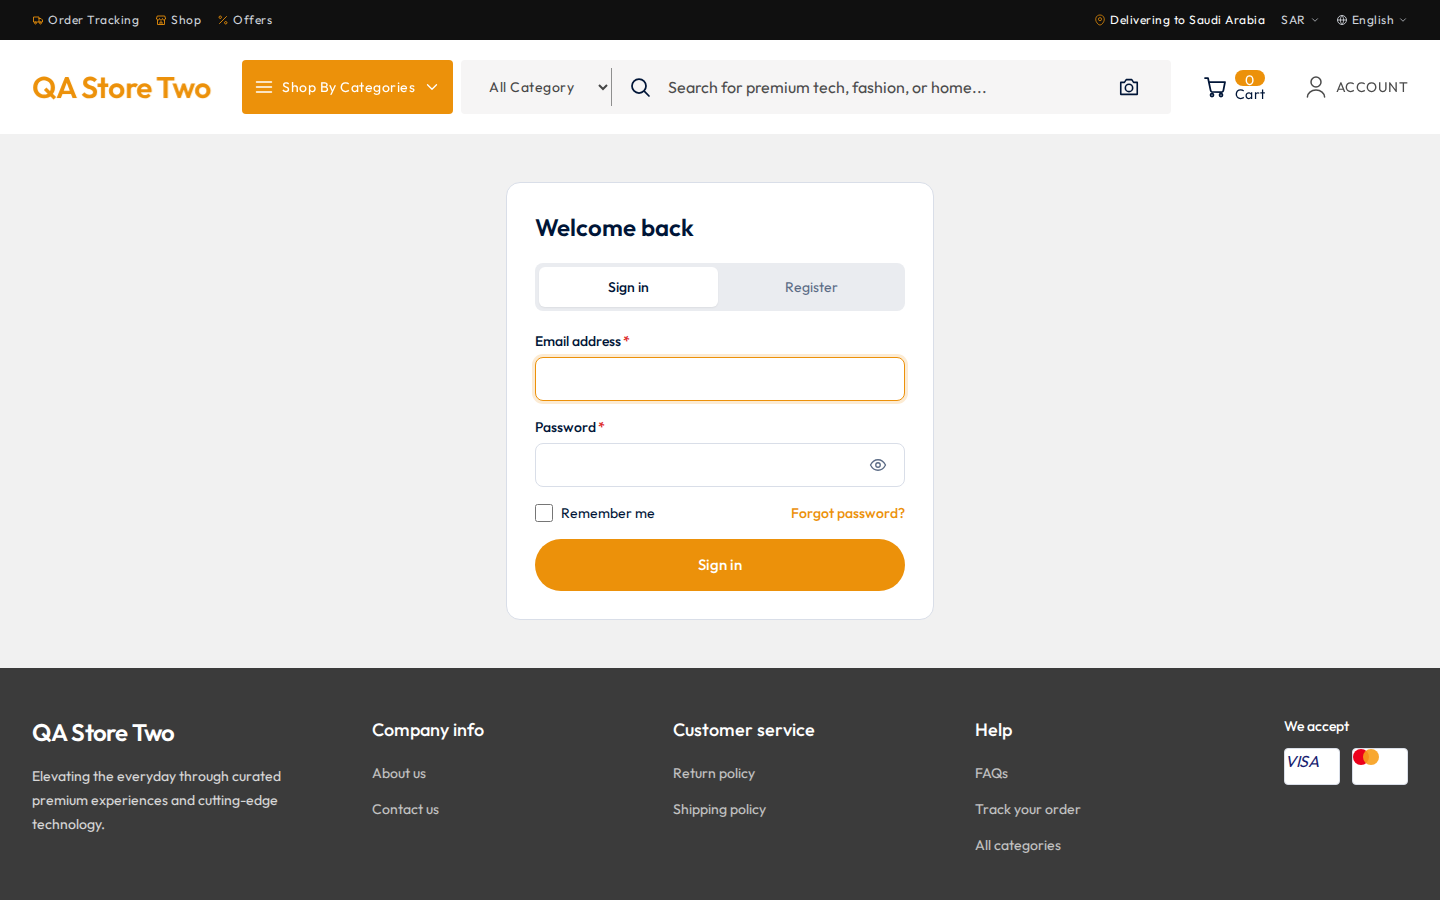 Order Tracking
Shop
Offers
Delivering to Saudi Arabia
SAR
English
QA Store Two
Shop By Categories
All Category
Search for premium tech, fashion, or home...
0
Cart
ACCOUNT
Welcome back
Sign in
Register
Email address *
Password *
Remember me
Forgot password?
Sign in
QA Store Two
Elevating the everyday through curated
premium experiences and cutting-edge
technology.
Company info
About us
Contact us
Customer service
Return policy
Shipping policy
Help
FAQs
Track your order
All categories
We accept
VISA